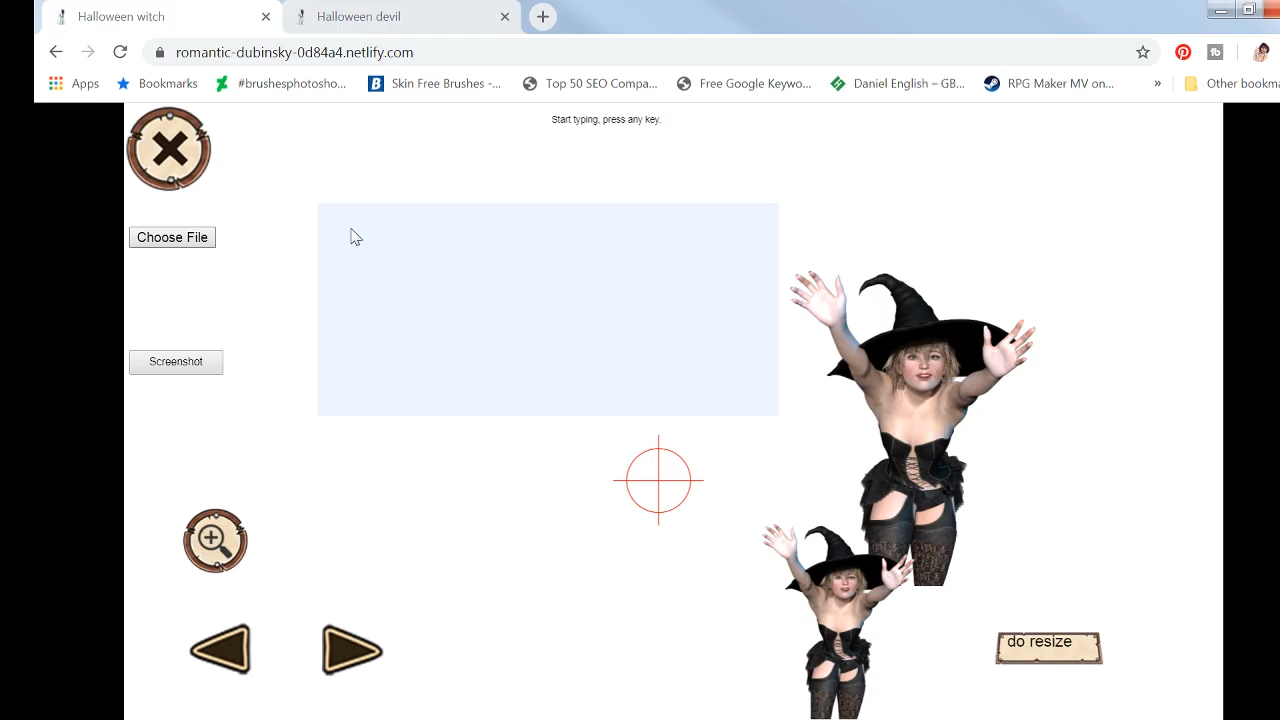 Halloween witch
Halloween devil
romantic-dubinsky-0d84a4.netlify.com
Apps
Bookmarks
#brushesphotosho...
Skin Free Brushes -...
Top 50 SEO Compa...
Free Google Keywo...
Daniel English – GB...
RPG Maker MV on...
»
Other bookma
Start typing, press any key.
Choose File
Screenshot
do resize